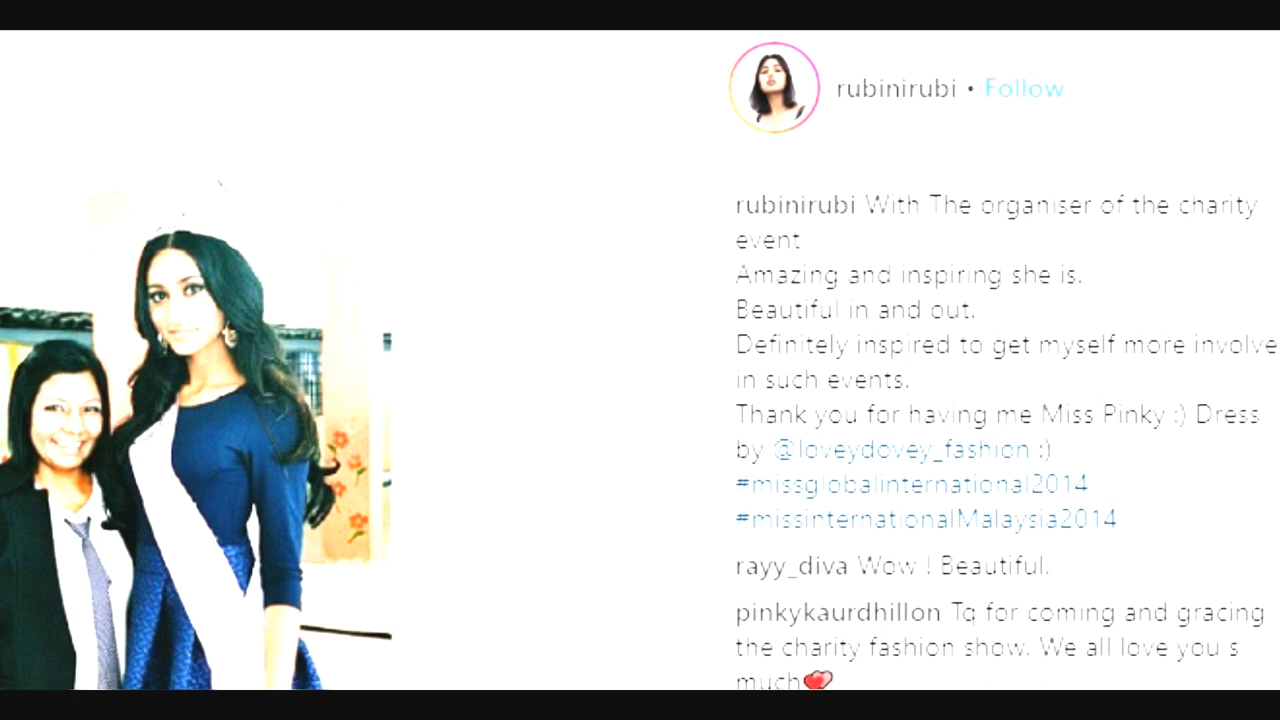 rubinirubi • Follow
rubinirubi With The organiser of the charity
event
Amazing and inspiring she is.
Beautiful in and out.
Definitely inspired to get myself more involve
in such events.
Thank you for having me Miss Pinky :) Dress
by @loveydovey_fashion :)
#missglobalinternational2014
#missinternationalMalaysia2014
rayy_diva Wow ! Beautiful.
pinkykaurdhillon Tq for coming and gracing
the charity fashion show. We all love you s
much